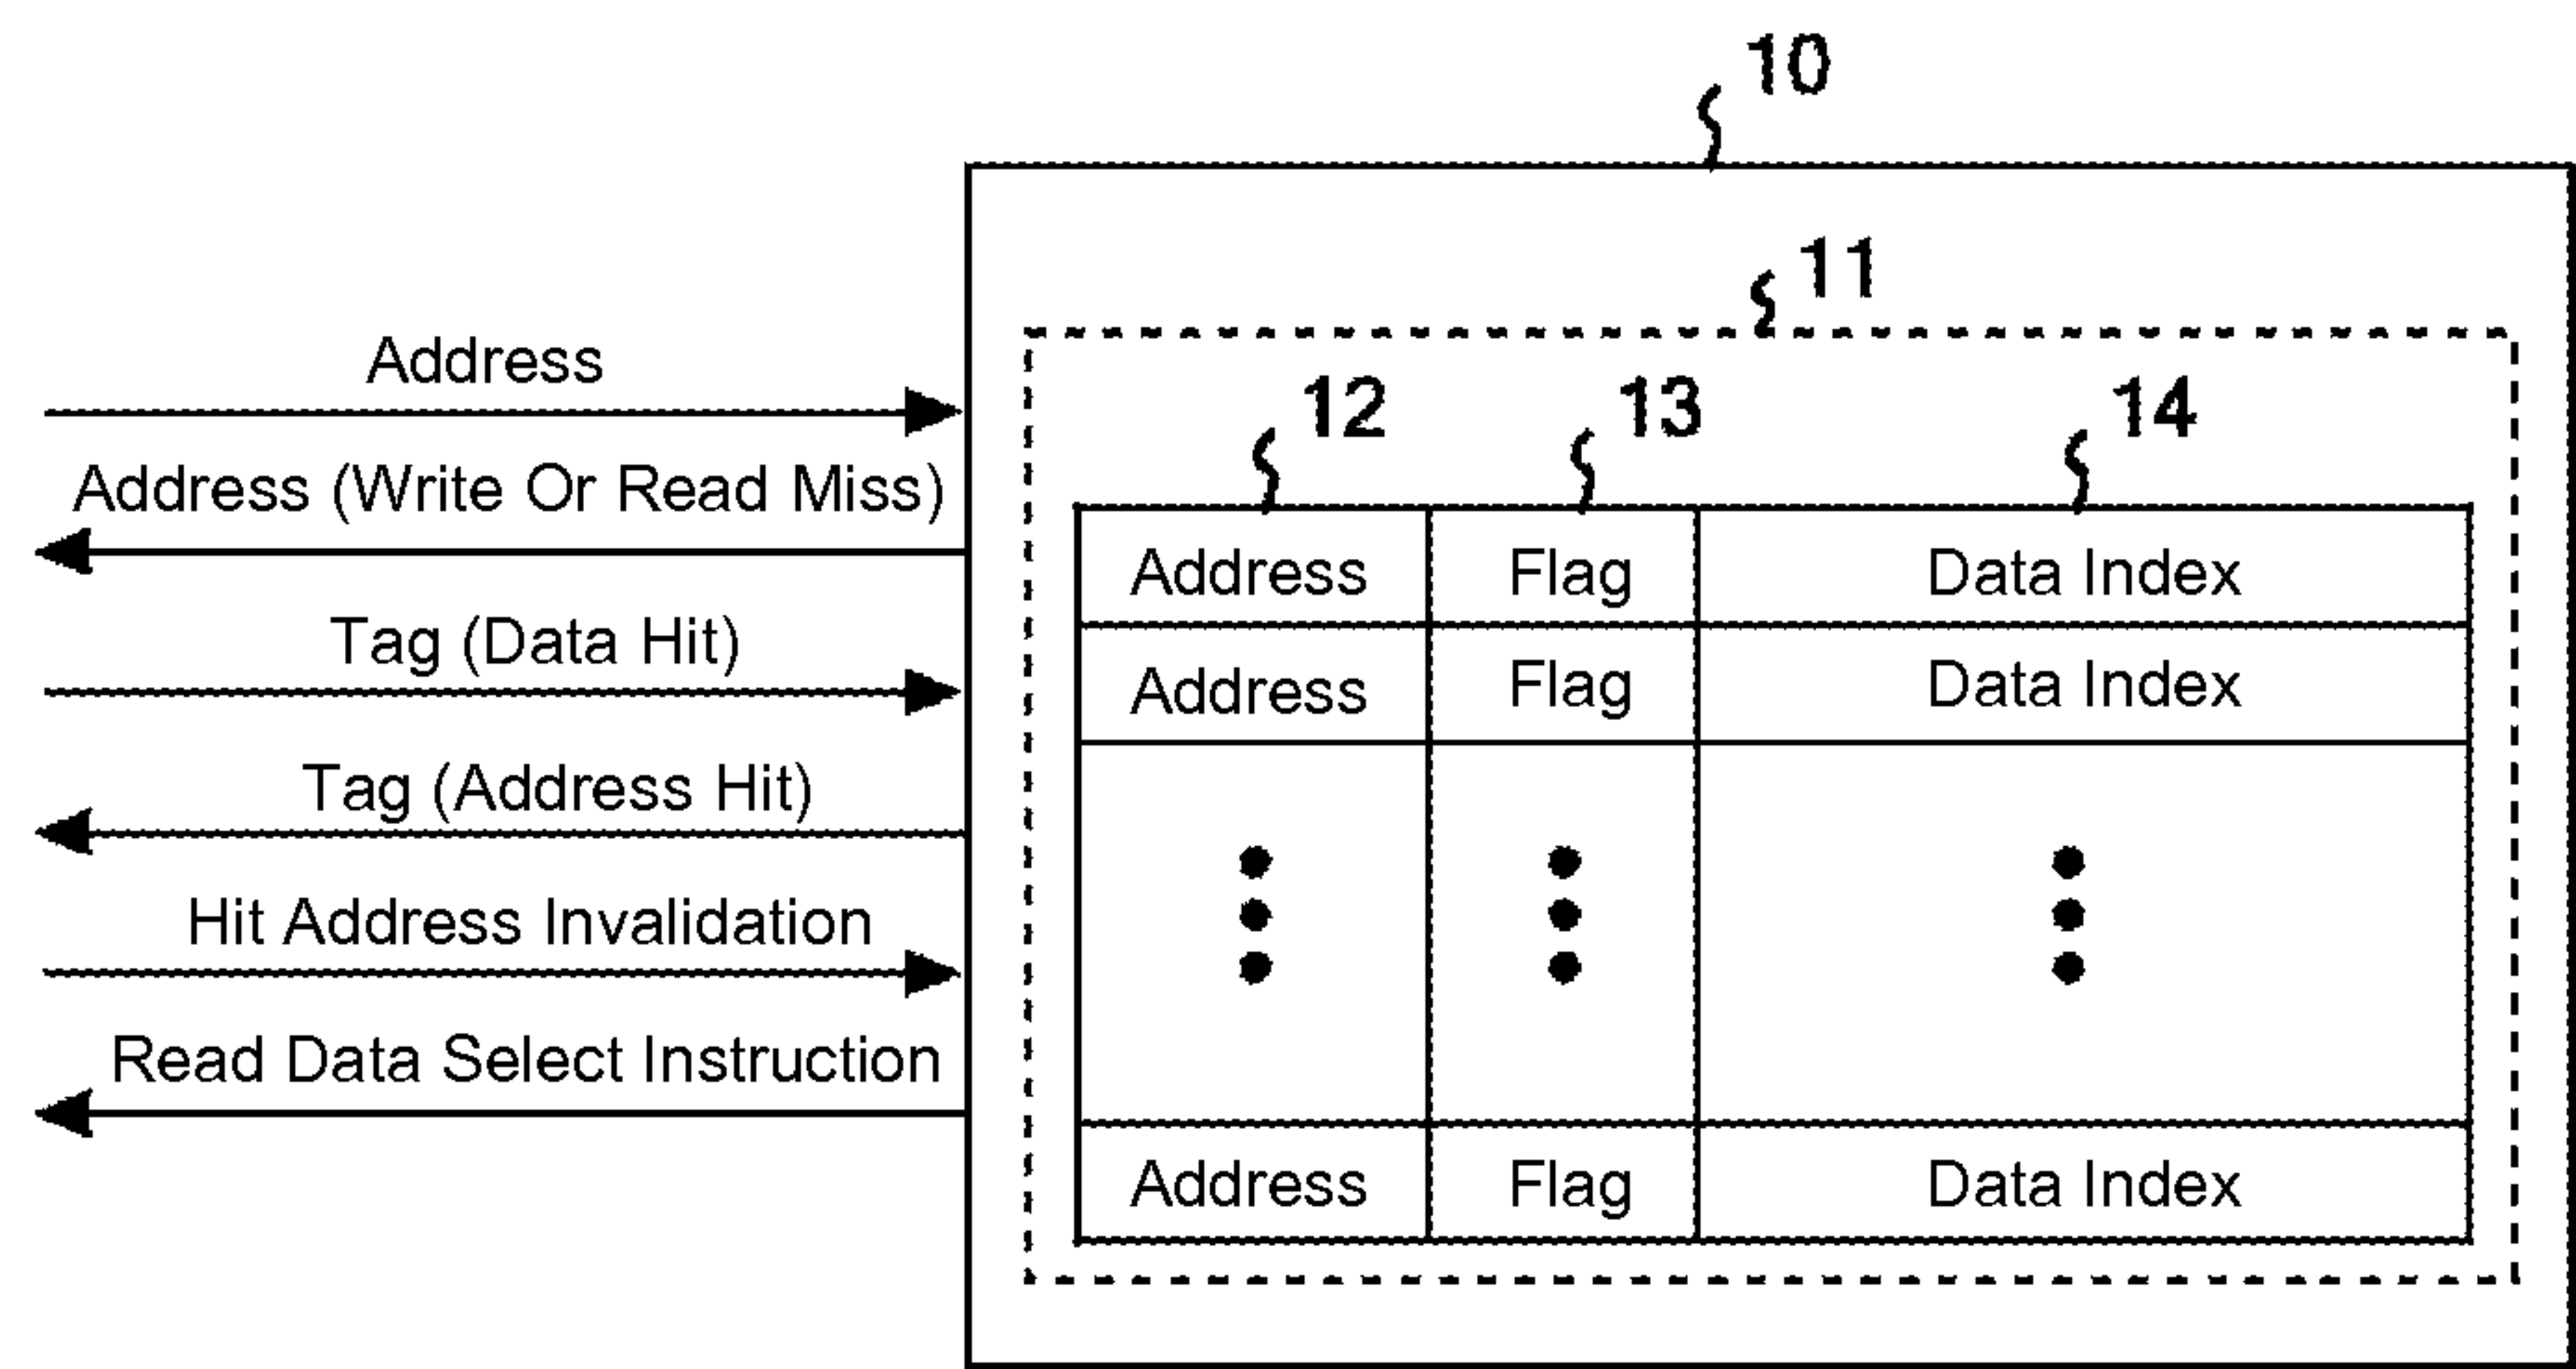 10
11
Address
12 13 14
Address (Write Or Read Miss)
Address Flag Data Index
Tag (Data Hit)
Address Flag Data Index
Tag (Address Hit)
Hit Address Invalidation
Read Data Select Instruction
Address Flag Data Index